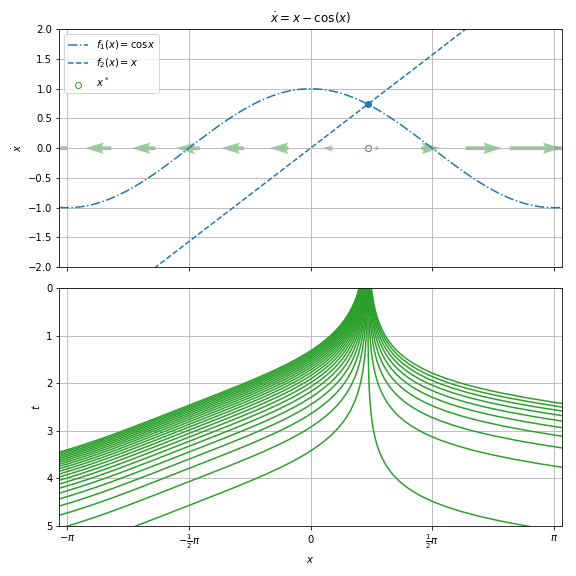 ẋ = x − cos(x)
f₁(x) = cos x
f₂(x) = x
x*
2.0
1.5
1.0
0.5
0.0
−0.5
−1.0
−1.5
−2.0
ẋ
0
1
2
3
4
5
t
−π −½π 0 ½π π
x